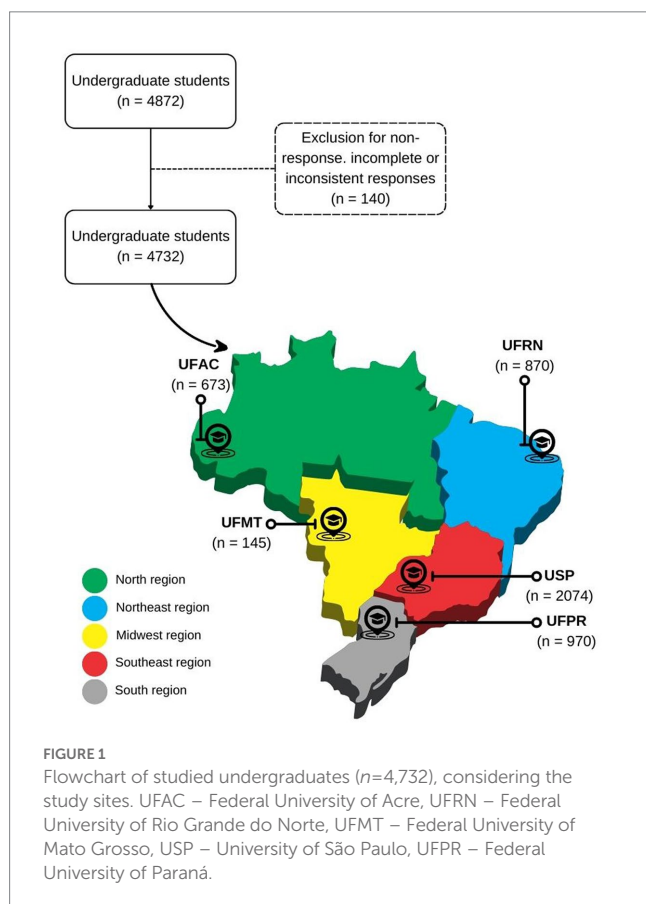 Undergraduate students
(n = 4872)
Exclusion for non-
response. incomplete or
inconsistent responses
(n = 140)
Undergraduate students
(n = 4732)
UFAC
(n = 673)
UFRN
(n = 870)
UFMT
(n = 145)
USP
(n = 2074)
UFPR
(n = 970)
North region
Northeast region
Midwest region
Southeast region
South region
FIGURE 1
Flowchart of studied undergraduates (n=4,732), considering the
study sites. UFAC – Federal University of Acre, UFRN – Federal
University of Rio Grande do Norte, UFMT – Federal University of
Mato Grosso, USP – University of São Paulo, UFPR – Federal
University of Paraná.